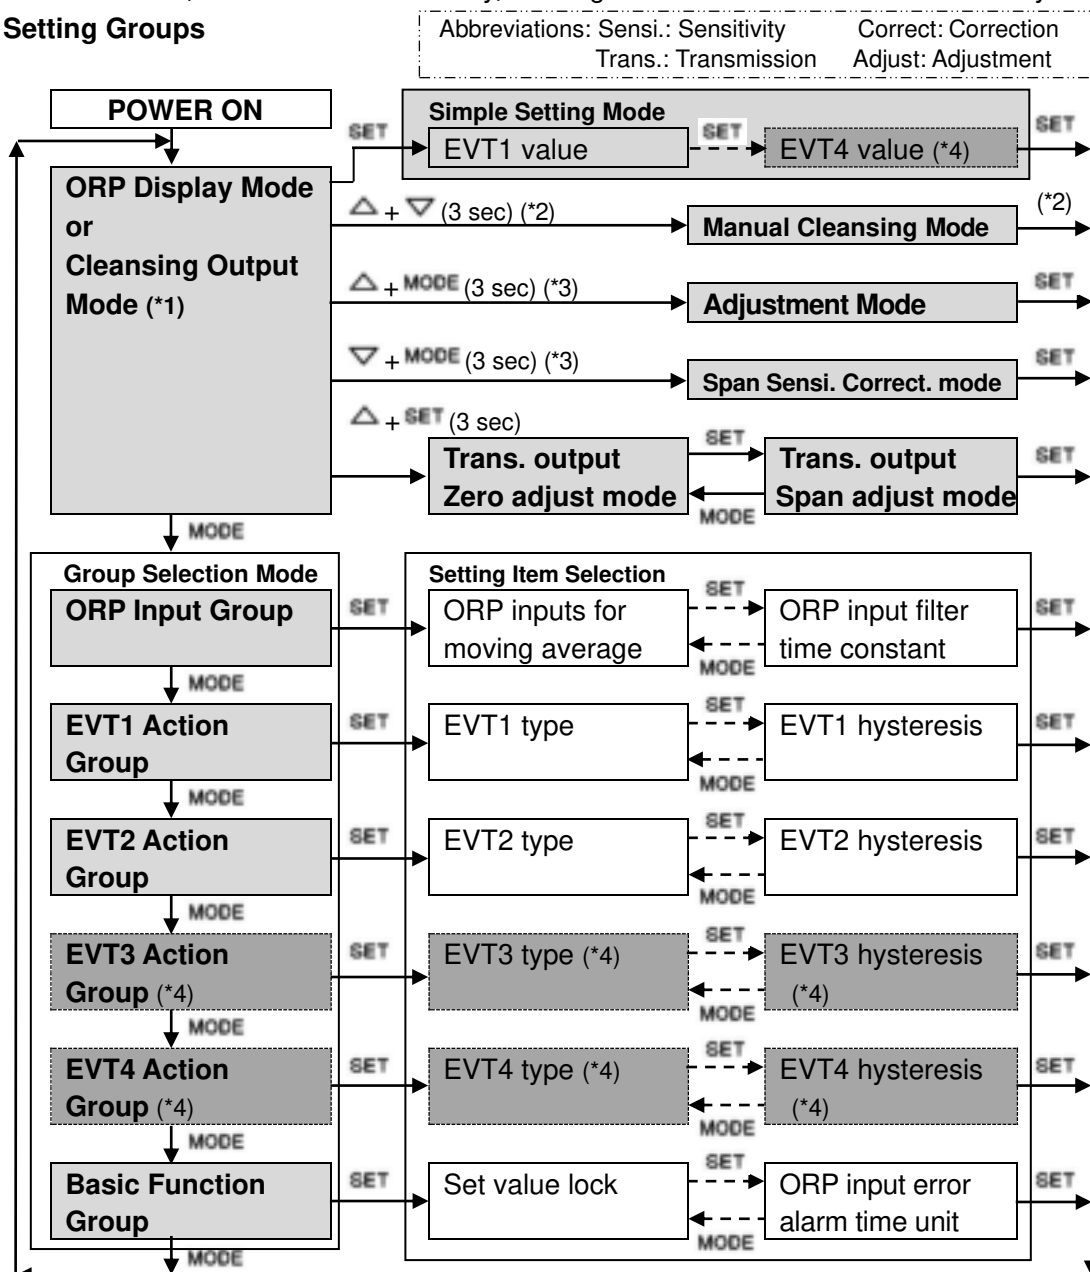 Setting Groups
Abbreviations: Sensi.: Sensitivity Correct: Correction
Trans.: Transmission Adjust: Adjustment
POWER ON
Simple Setting Mode
SET
EVT1 value
SET
EVT4 value (*4)
SET
ORP Display Mode
or
Cleansing Output
Mode (*1)
△ + ▽ (3 sec) (*2)
Manual Cleansing Mode
(*2)
△ + MODE (3 sec) (*3)
Adjustment Mode
SET
▽ + MODE (3 sec) (*3)
Span Sensi. Correct. mode
SET
△ + SET (3 sec)
Trans. output
Zero adjust mode
SET
MODE
Trans. output
Span adjust mode
SET
MODE
Group Selection Mode
Setting Item Selection
ORP Input Group
SET
ORP inputs for
moving average
SET
MODE
ORP input filter
time constant
SET
MODE
EVT1 Action
Group
SET
EVT1 type
SET
MODE
EVT1 hysteresis
SET
MODE
EVT2 Action
Group
SET
EVT2 type
SET
MODE
EVT2 hysteresis
SET
MODE
EVT3 Action
Group (*4)
SET
EVT3 type (*4)
SET
MODE
EVT3 hysteresis
(*4)
SET
MODE
EVT4 Action
Group (*4)
SET
EVT4 type (*4)
SET
MODE
EVT4 hysteresis
(*4)
SET
MODE
Basic Function
Group
SET
Set value lock
SET
MODE
ORP input error
alarm time unit
SET
MODE